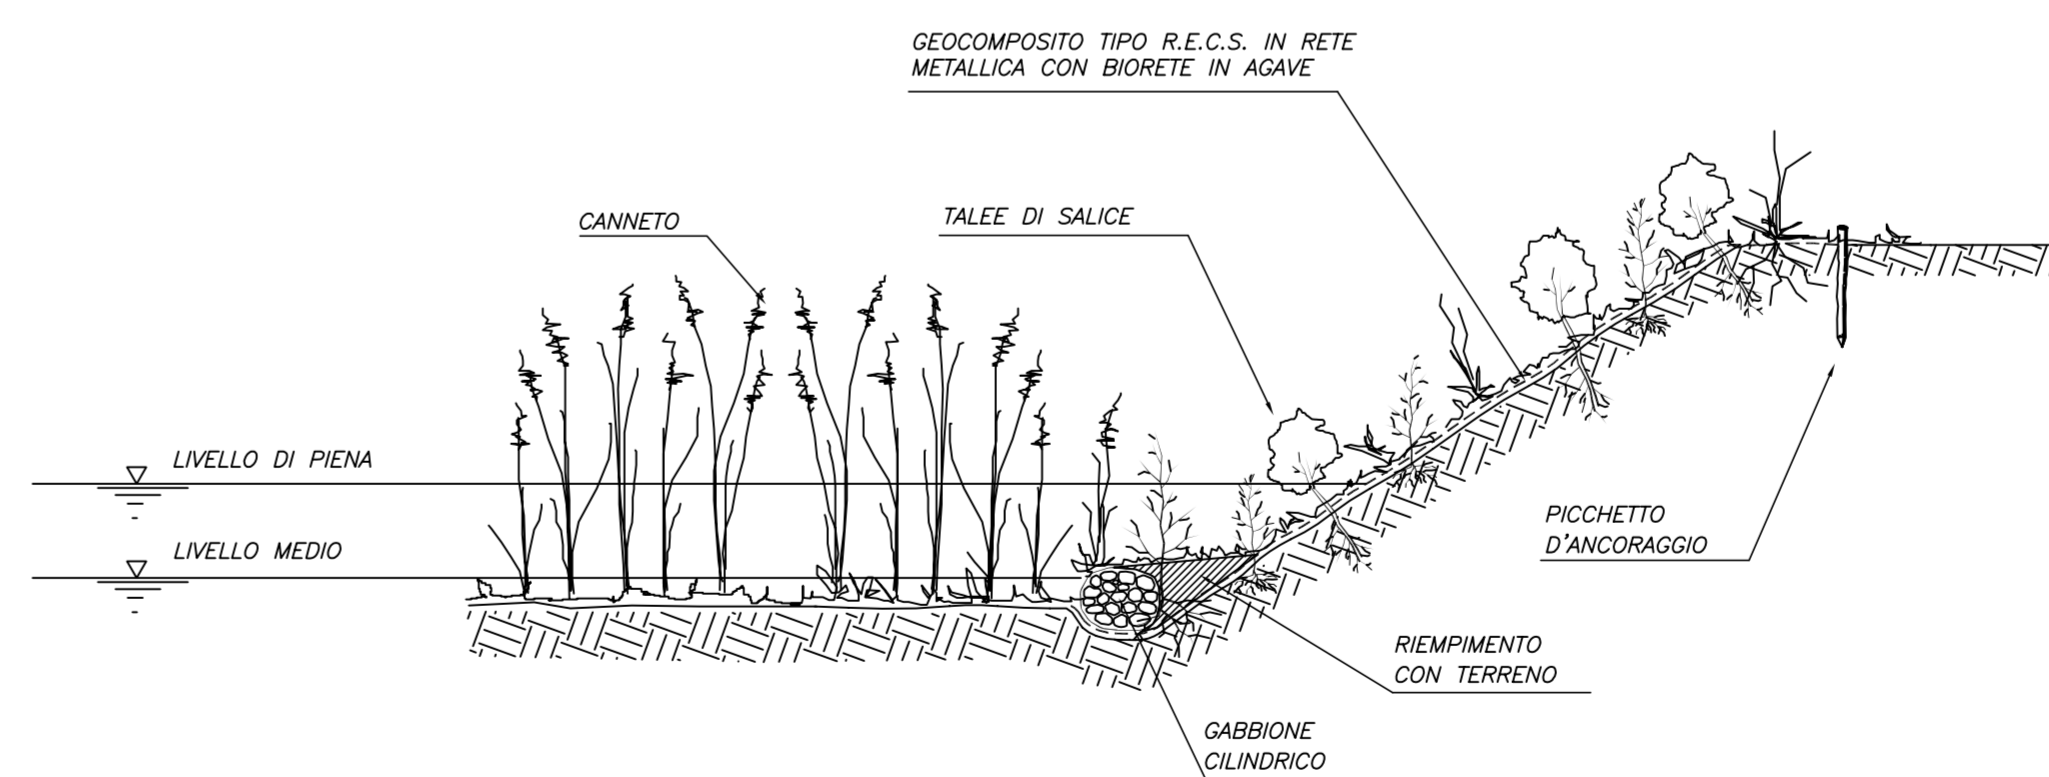 GEOCOMPOSITO TIPO R.E.C.S. IN RETE
METALLICA CON BIORETE IN AGAVE
CANNETO
TALEE DI SALICE
LIVELLO DI PIENA
LIVELLO MEDIO
PICCHETTO
D'ANCORAGGIO
RIEMPIMENTO
CON TERRENO
GABBIONE
CILINDRICO